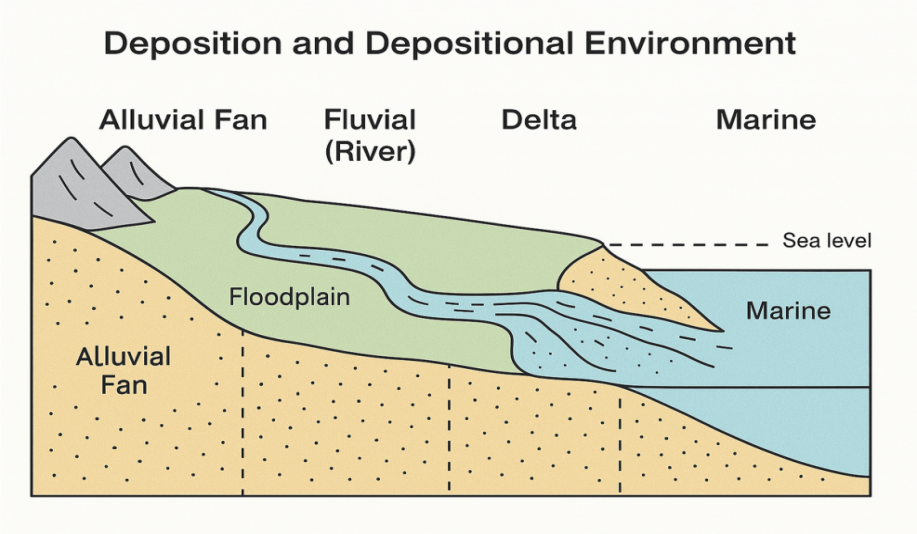 Deposition and Depositional Environment
Alluvial Fan
Fluvial
(River)
Delta
Marine
Sea level
Floodplain
Marine
Alluvial
Fan